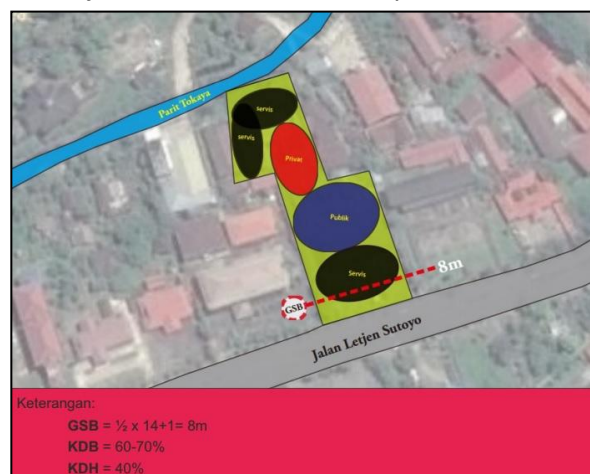 Parit Tokaya
servis
servis
Privat
Publik
Servis
8m
GSB
Jalan Letjen Sutoyo
Keterangan:
GSB = ½ x 14+1= 8m
KDB = 60-70%
KDH = 40%